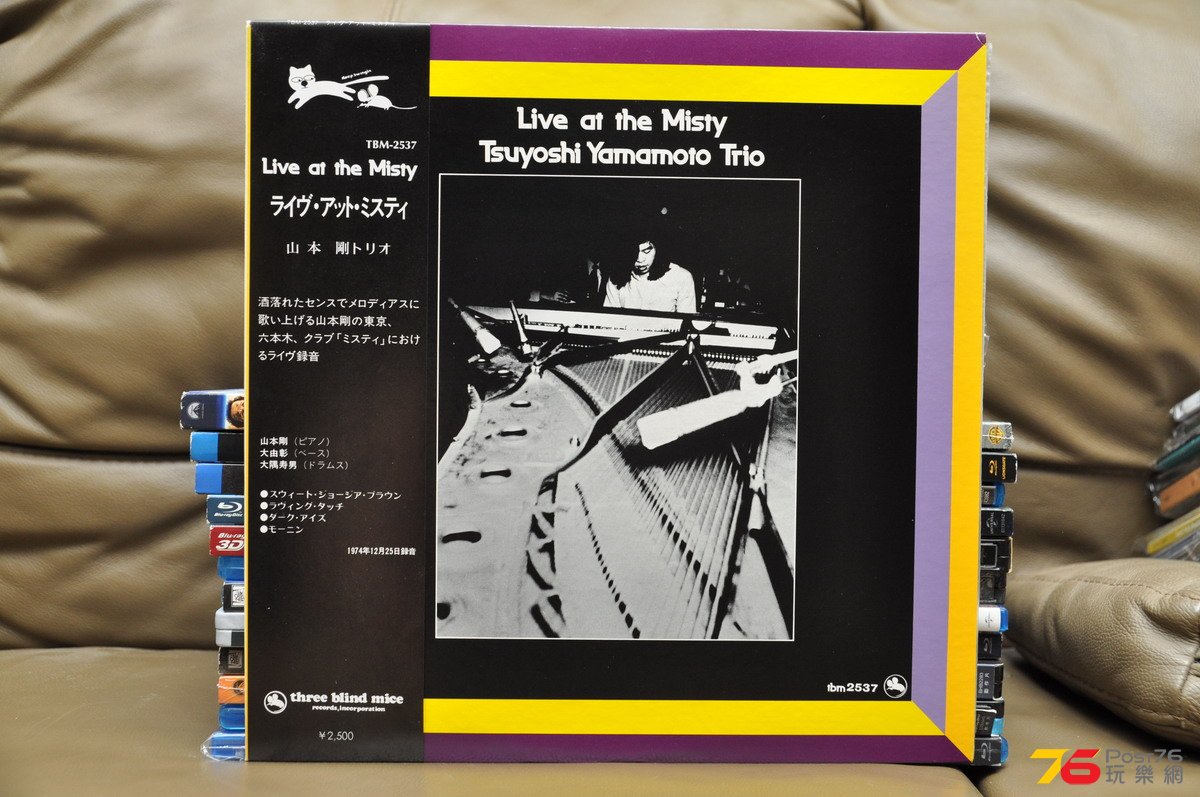 Keep Swingin'
TBM-2537
Live at the Misty
ライヴ・アット・ミスティ
山本 剛トリオ
洒落れたセンスでメロディアスに
歌い上げる山本剛の東京、
六本木、クラブ「ミスティ」におけ
るライヴ録音
山本剛(ピアノ)
大由彰(ベース)
大隅寿男(ドラムス)
●スウィート・ジョージア・ブラウン
●ラヴィング・タッチ
●ダーク・アイズ
●モーニン
1974年12月25日録音
three blind mice
records, incorporation
¥2,500
Live at the Misty
Tsuyoshi Yamamoto Trio
tbm2537
Blu-ray Disc
Blu-ray
3D
76 Post76
玩樂網